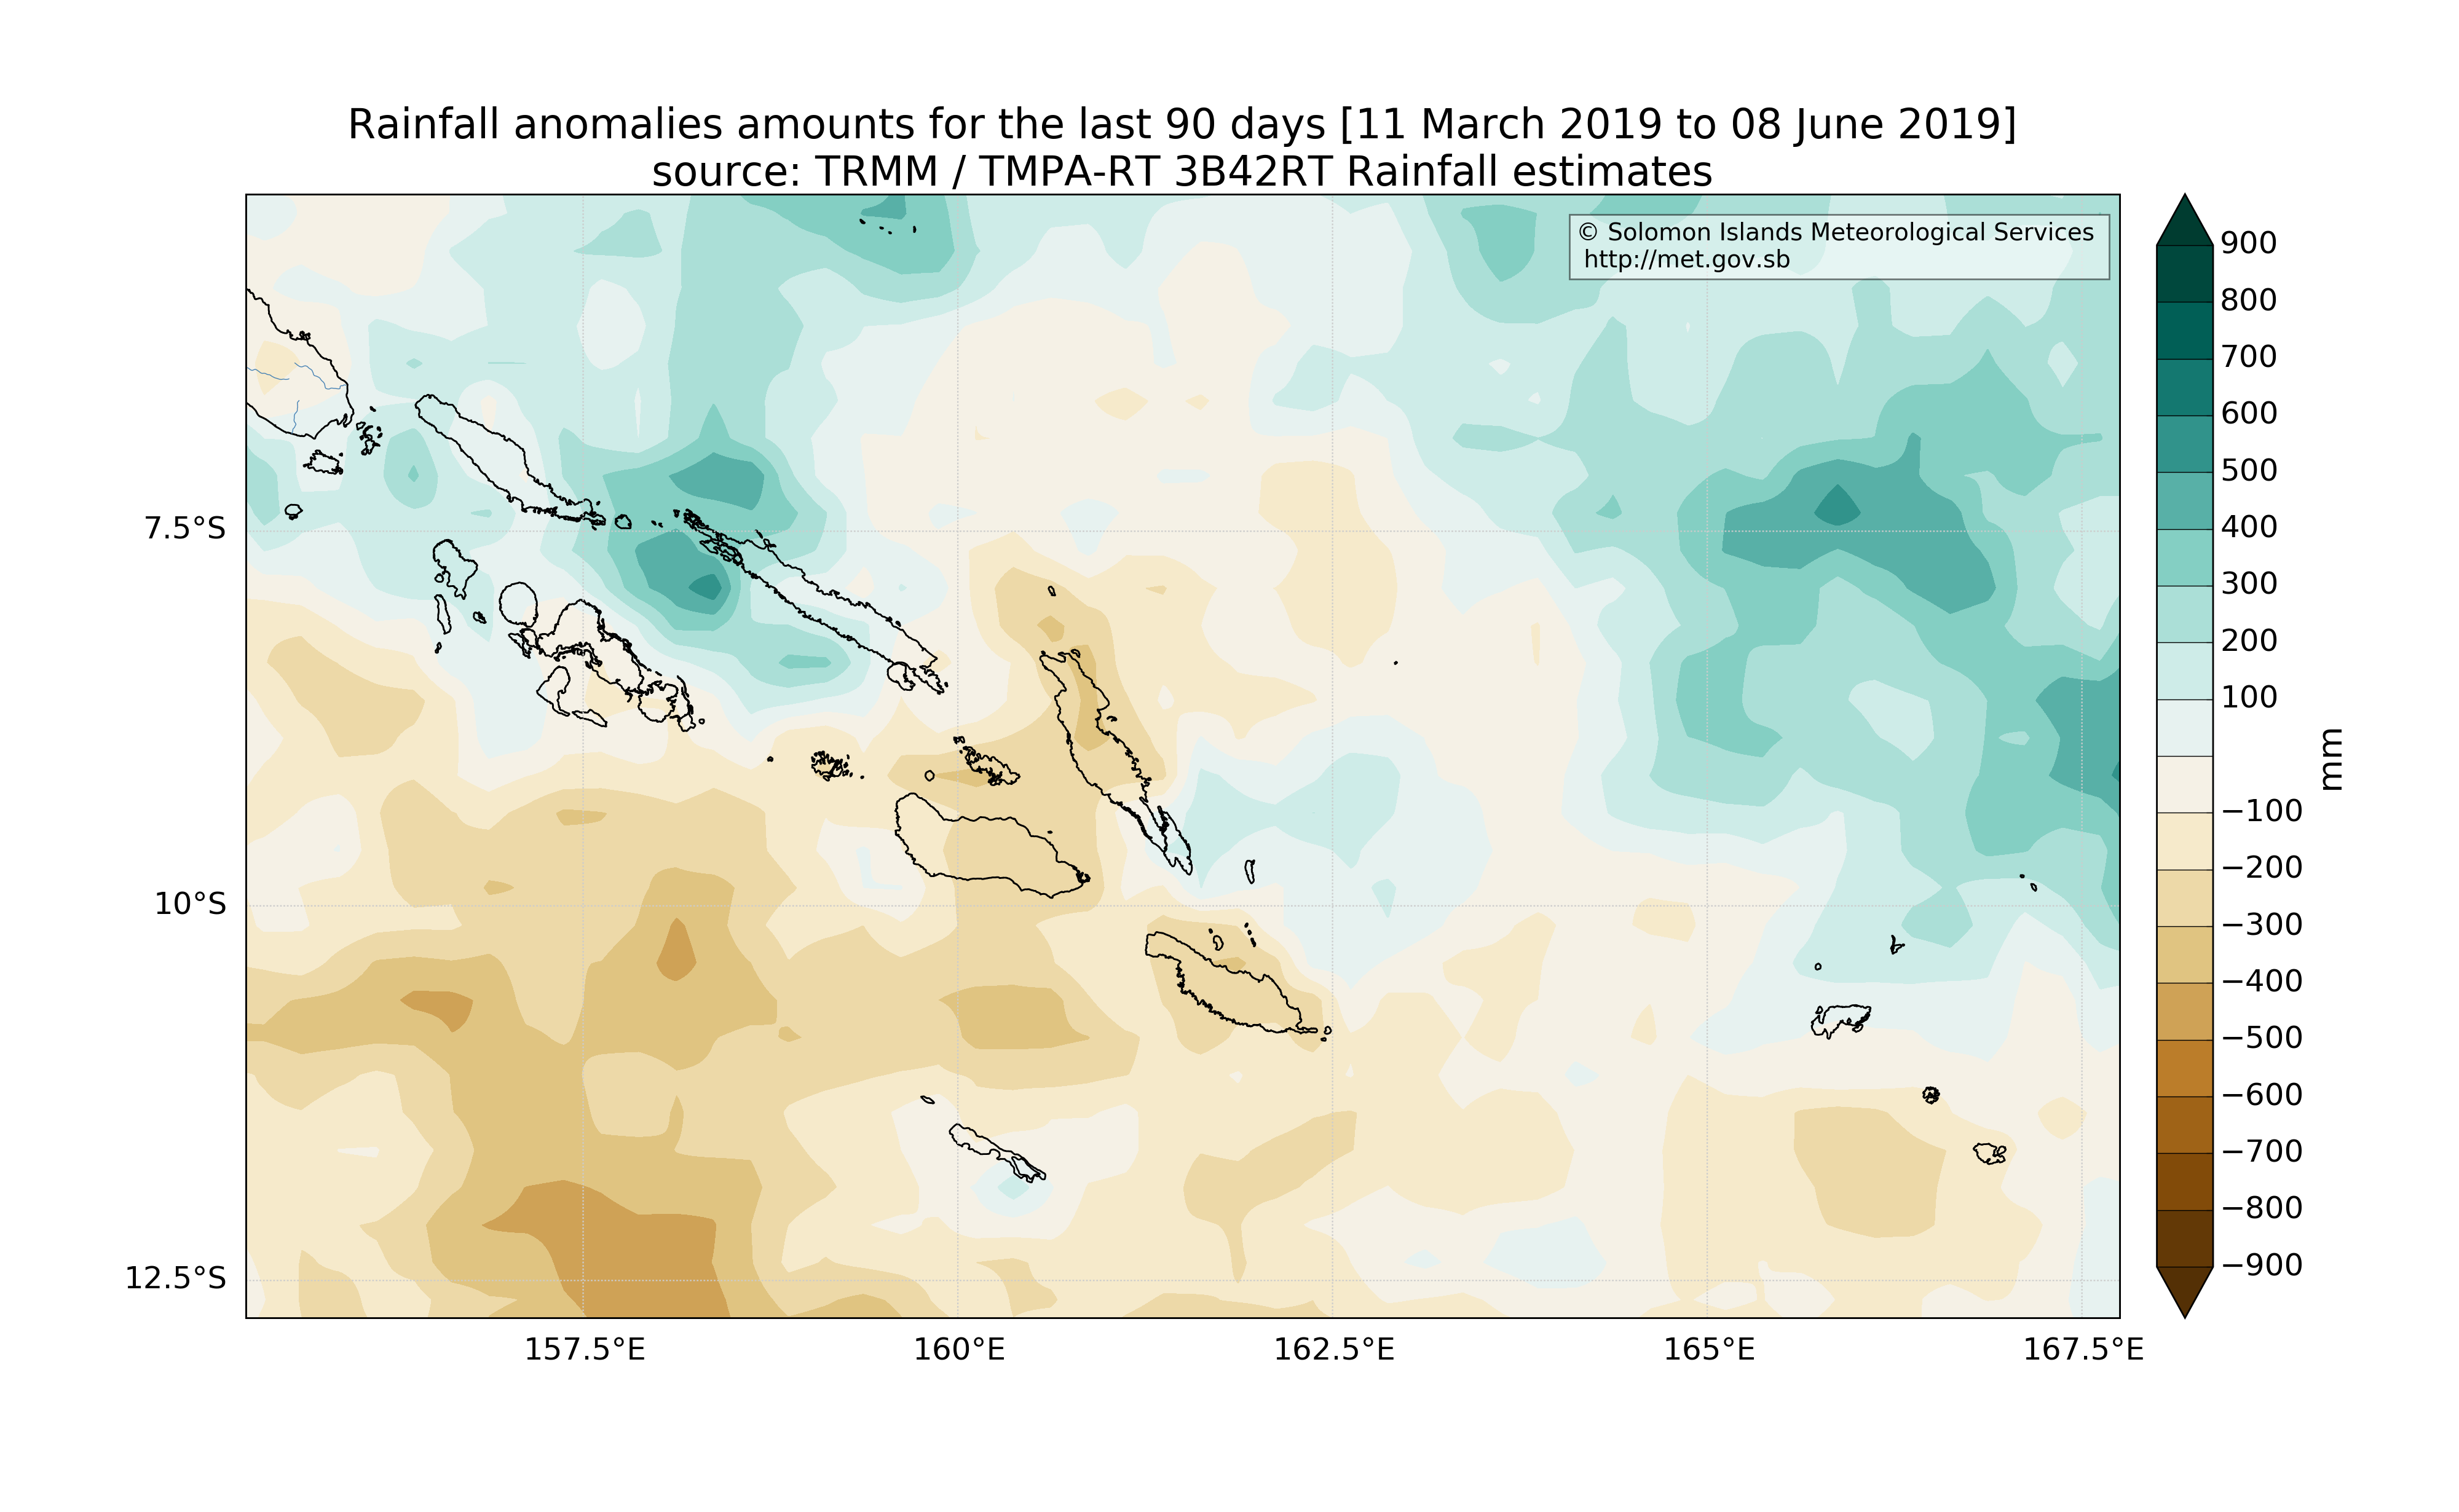 Rainfall anomalies amounts for the last 90 days [11 March 2019 to 08 June 2019]
source: TRMM / TMPA-RT 3B42RT Rainfall estimates
© Solomon Islands Meteorological Services
http://met.gov.sb
7.5°S
10°S
12.5°S
157.5°E
160°E
162.5°E
165°E
167.5°E
900
800
700
600
500
400
300
200
100
−100
−200
−300
−400
−500
−600
−700
−800
−900
mm